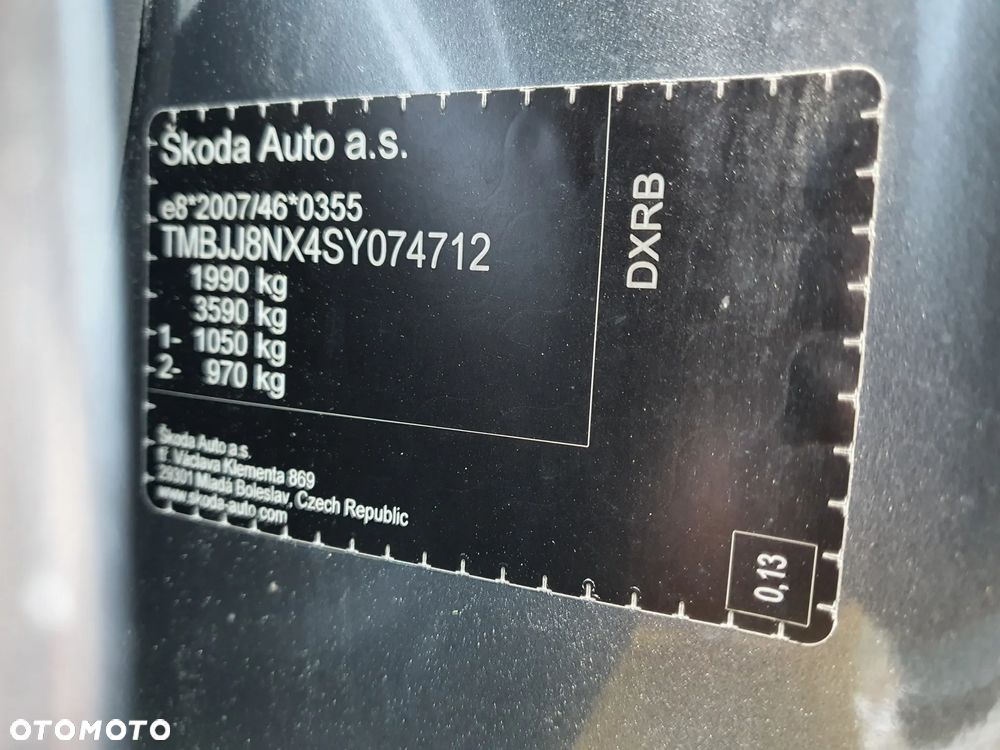 Škoda Auto a.s.
e8*2007/46*0355
TMBJJ8NX4SY074712
1990 kg
3590 kg
1- 1050 kg
2- 970 kg
DXRB
Škoda Auto a.s.
tř. Václava Klementa 869
29301 Mladá Boleslav, Czech Republic
www.skoda-auto.com
0,13
OTOMOTO